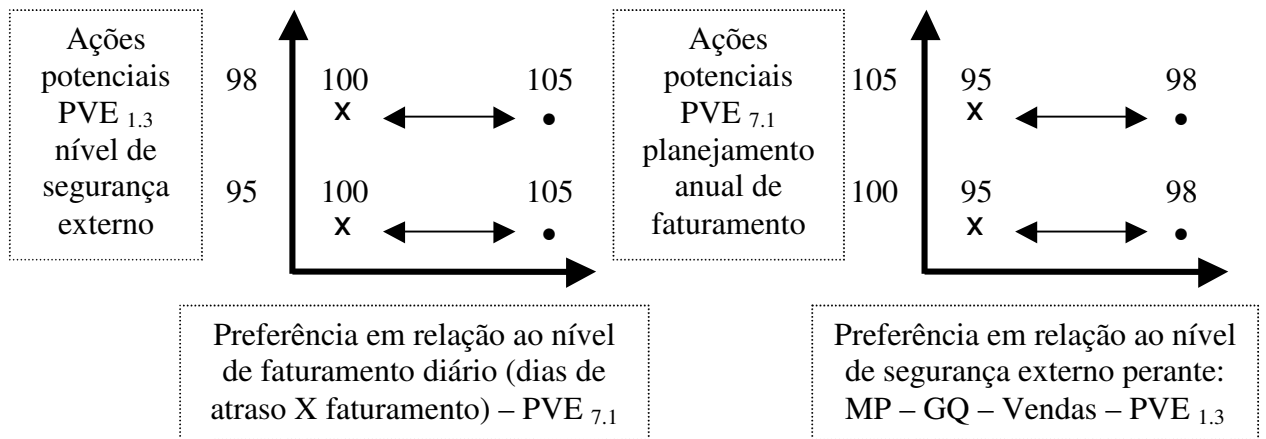 Ações
potenciais
PVE 1.3
nível de
segurança
externo
98
100
105
x
•
95
100
105
x
•
Preferência em relação ao nível
de faturamento diário (dias de
atraso X faturamento) – PVE 7.1
Ações
potenciais
PVE 7.1
planejamento
anual de
faturamento
105
95
98
x
•
100
95
98
x
•
Preferência em relação ao nível
de segurança externo perante:
MP – GQ – Vendas – PVE 1.3